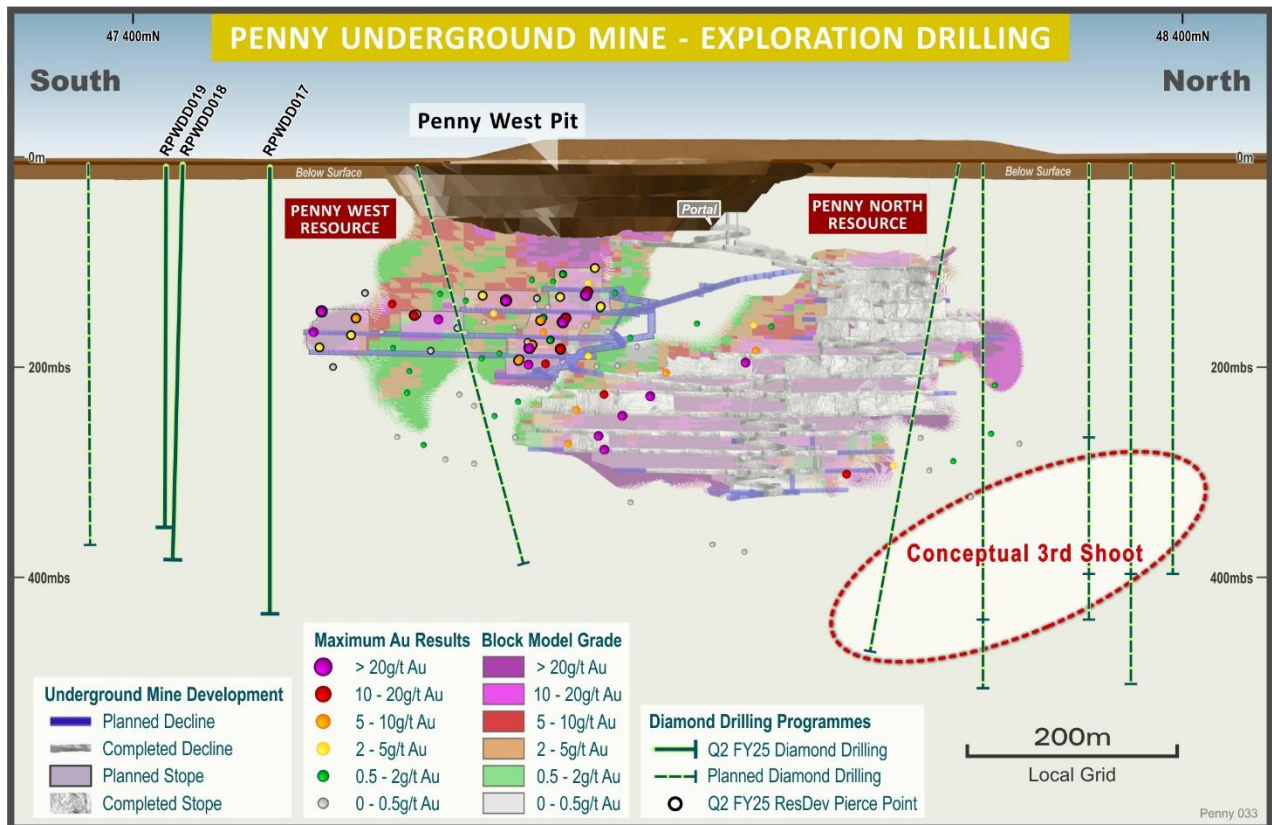 47 400mN
PENNY UNDERGROUND MINE - EXPLORATION DRILLING
48 400mN
South
North
RPWDD019
RPWDD018
RPWDD017
Penny West Pit
0m
0m
Below Surface
Below Surface
PENNY WEST
RESOURCE
Portal
PENNY NORTH
RESOURCE
200mbs
200mbs
Conceptual 3rd Shoot
400mbs
400mbs
Underground Mine Development
Planned Decline
Completed Decline
Planned Stope
Completed Stope
Maximum Au Results
> 20g/t Au
10 - 20g/t Au
5 - 10g/t Au
2 - 5g/t Au
0.5 - 2g/t Au
0 - 0.5g/t Au
Block Model Grade
> 20g/t Au
10 - 20g/t Au
5 - 10g/t Au
2 - 5g/t Au
0.5 - 2g/t Au
0 - 0.5g/t Au
Diamond Drilling Programmes
Q2 FY25 Diamond Drilling
Planned Diamond Drilling
Q2 FY25 ResDev Pierce Point
200m
Local Grid
Penny 033